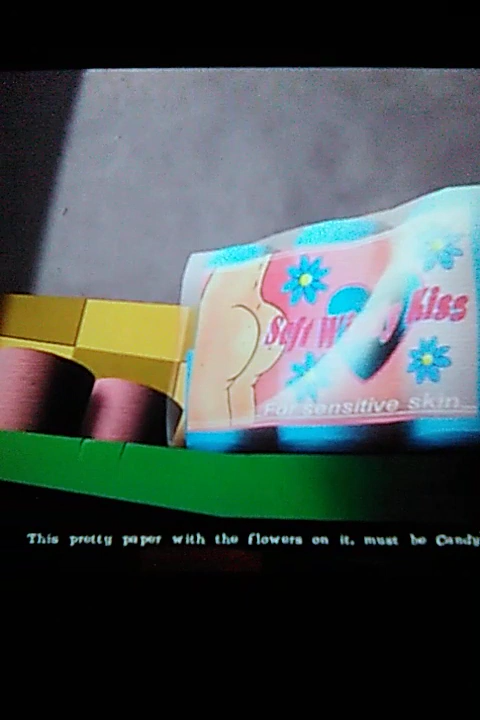 Soft W Kiss
For sensitive skin
This pretty paper with the flowers on it, must be Candy